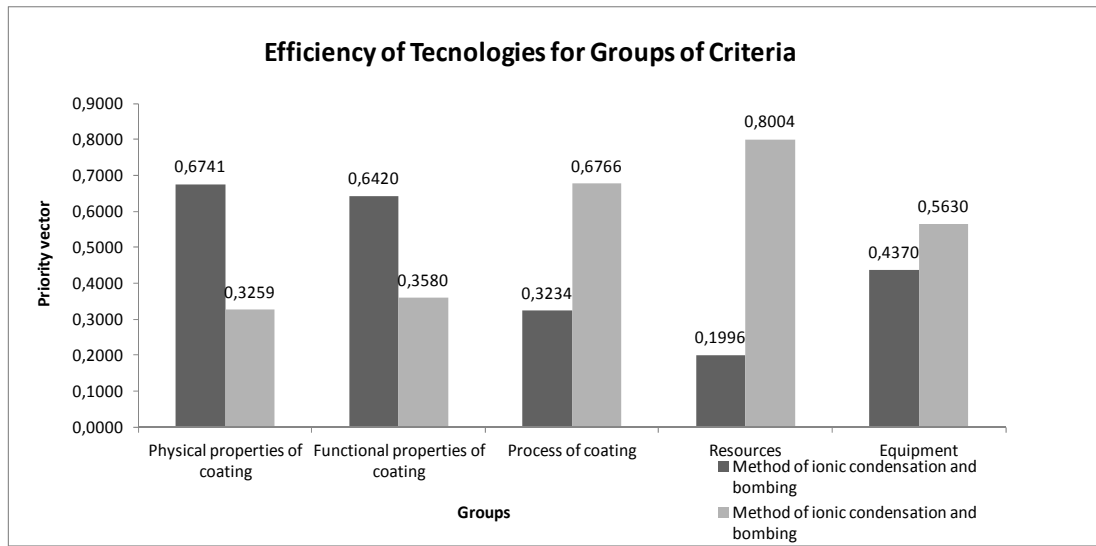 Efficiency of Tecnologies for Groups of Criteria
Priority vector
0,9000
0,8000
0,7000
0,6000
0,5000
0,4000
0,3000
0,2000
0,1000
0,0000
0,6741
0,3259
0,6420
0,3580
0,3234
0,6766
0,1996
0,8004
0,4370
0,5630
Physical properties of
coating
Functional properties of
coating
Process of coating
Resources
Equipment
Groups
Method of ionic condensation and
bombing
Method of ionic condensation and
bombing